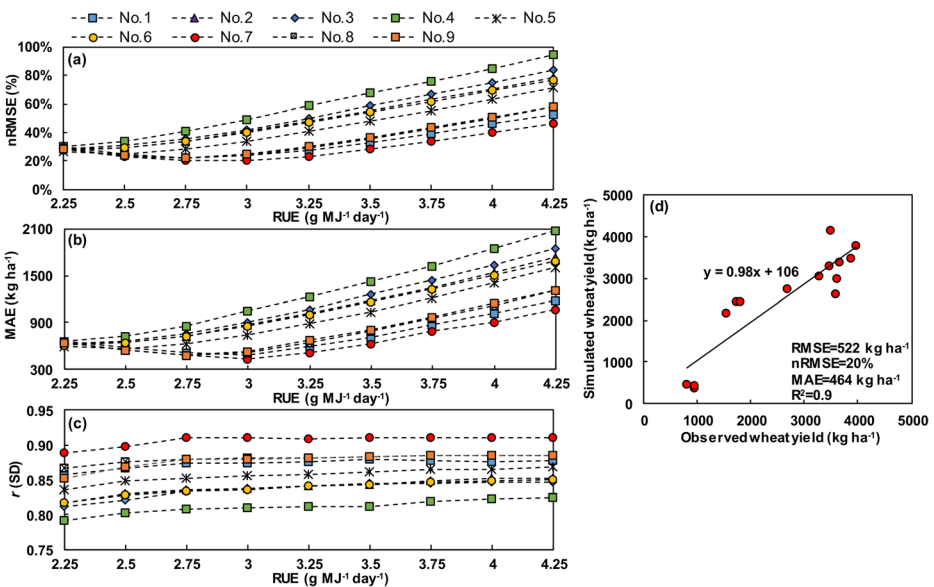 No.1 No.2 No.3 No.4 No.5
No.6 No.7 No.8 No.9
(a)
100%
80%
60%
40%
20%
0%
nRMSE (%)
2.25 2.5 2.75 3 3.25 3.5 3.75 4 4.25
RUE (g MJ-1 day-1)
(b)
2100
1500
900
300
MAE (kg ha-1)
2.25 2.5 2.75 3 3.25 3.5 3.75 4 4.25
RUE (g MJ-1 day-1)
(c)
0.95
0.90
0.85
0.80
0.75
r (SD)
2.25 2.5 2.75 3 3.25 3.5 3.75 4 4.25
RUE (g MJ-1 day-1)
(d)
5000
4000
3000
2000
1000
0
Simulated wheat yield (kg ha-1)
y = 0.98x + 106
RMSE=522 kg ha-1
nRMSE=20%
MAE=464 kg ha-1
R2=0.9
0 1000 2000 3000 4000 5000
Observed wheat yield (kg ha-1)